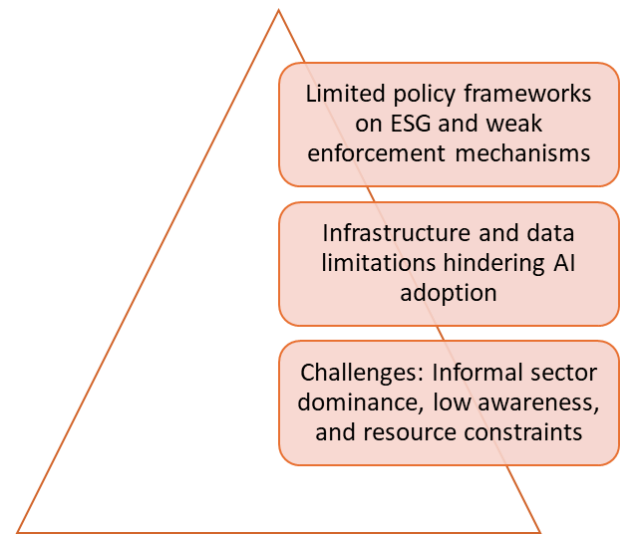 Limited policy frameworks
on ESG and weak
enforcement mechanisms
Infrastructure and data
limitations hindering AI
adoption
Challenges: Informal sector
dominance, low awareness,
and resource constraints